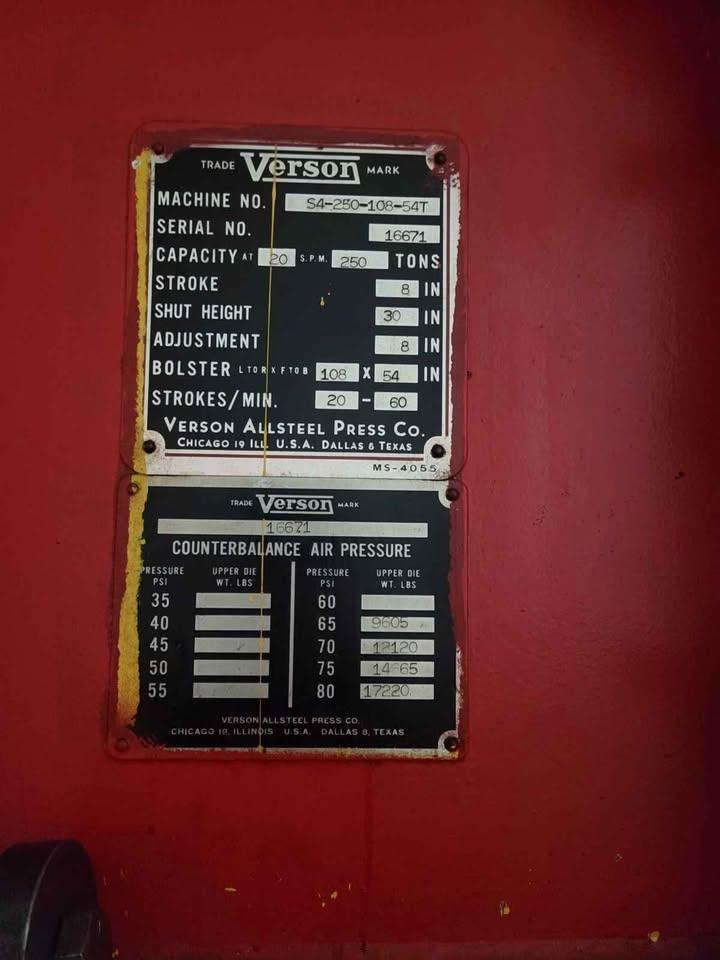 TRADE Verson MARK
MACHINE NO. S4-250-108-54T
SERIAL NO. 16671
CAPACITY AT 20 S.P.M. 250 TONS
STROKE 8 IN
SHUT HEIGHT 30 IN
ADJUSTMENT 8 IN
BOLSTER L TO R X F TO B 108 X 54 IN
STROKES/MIN. 20 - 60
VERSON ALLSTEEL PRESS CO.
CHICAGO 19 ILL. U.S.A. DALLAS 8 TEXAS
MS-4055
TRADE Verson MARK
16671
COUNTERBALANCE AIR PRESSURE
PRESSURE PSI UPPER DIE WT. LBS PRESSURE PSI UPPER DIE WT. LBS
35 60
40 65 9605
45 70 12120
50 75 14665
55 80 17220
VERSON ALLSTEEL PRESS CO.
CHICAGO 19, ILLINOIS U.S.A. DALLAS 8, TEXAS